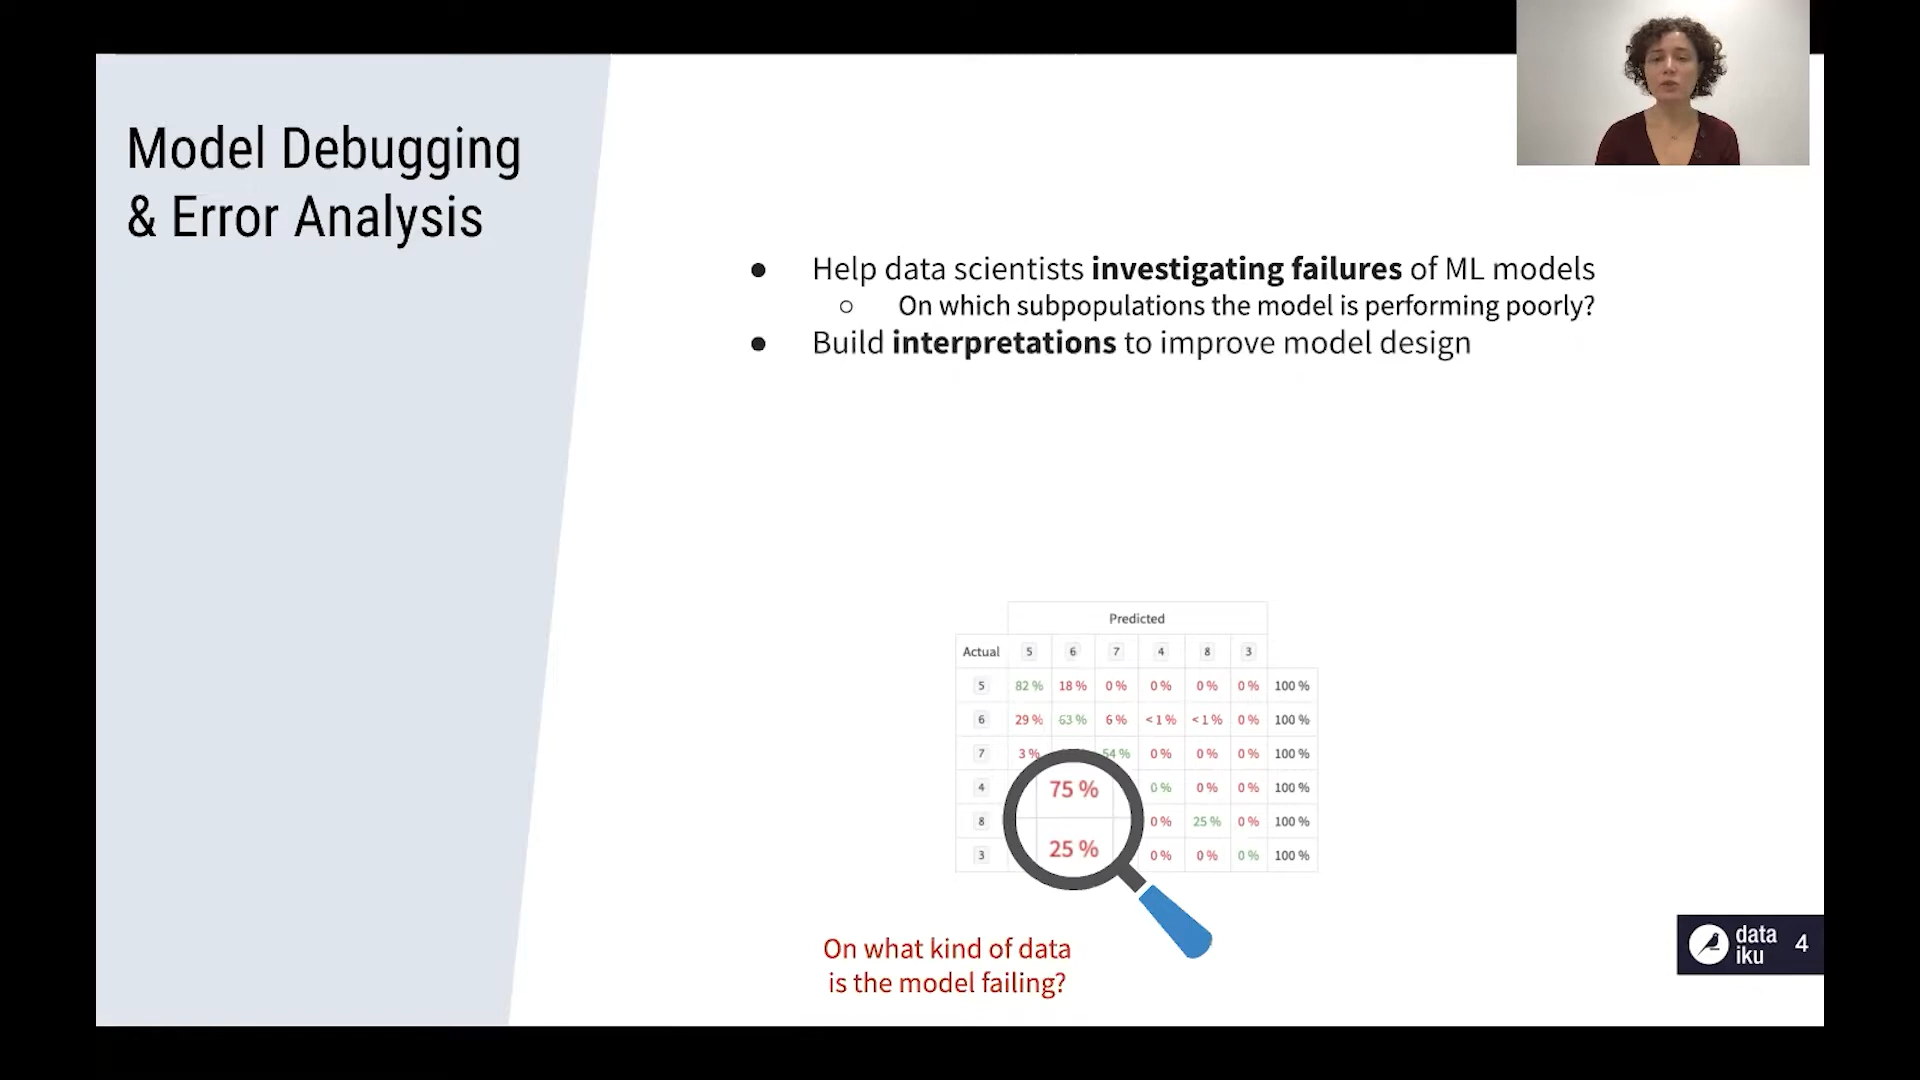 Model Debugging
& Error Analysis
● Help data scientists investigating failures of ML models
○ On which subpopulations the model is performing poorly?
● Build interpretations to improve model design
Predicted
Actual 5 6 7 4 8 3
5 82 % 18 % 0 % 0 % 0 % 0 % 100 %
6 29 % 63 % 6 % < 1 % < 1 % 0 % 100 %
7 3 % 54 % 0 % 0 % 0 % 100 %
4 75 % 0 % 0 % 0 % 100 %
8 0 % 25 % 0 % 100 %
3 25 % 0 % 0 % 0 % 100 %
On what kind of data
is the model failing?
data
iku 4